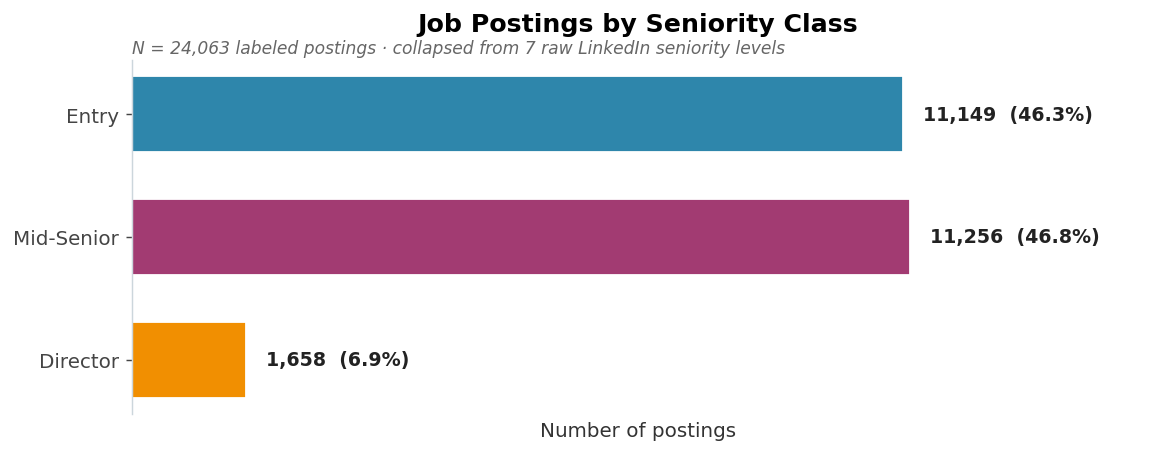 Job Postings by Seniority Class
N = 24,063 labeled postings · collapsed from 7 raw LinkedIn seniority levels
Entry 11,149 (46.3%)
Mid-Senior 11,256 (46.8%)
Director 1,658 (6.9%)
Number of postings